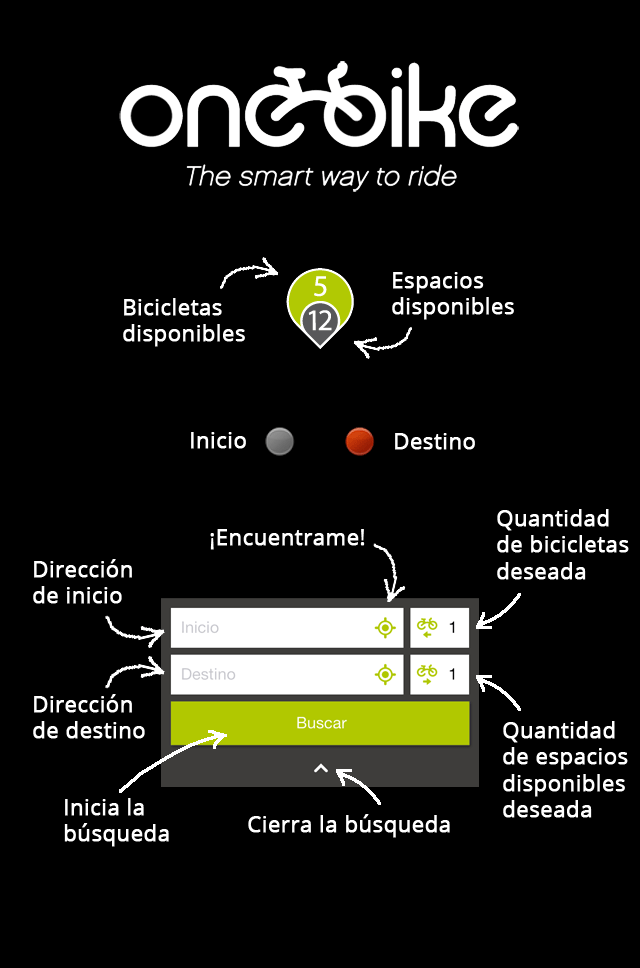 onebike
The smart way to ride
5
12
Bicicletas
disponibles
Espacios
disponibles
Inicio
Destino
¡Encuentrame!
Quantidad
de bicicletas
deseada
Dirección
de inicio
Inicio
1
Destino
1
Dirección
de destino
Buscar
Quantidad
de espacios
disponibles
deseada
Inicia la
búsqueda
Cierra la búsqueda